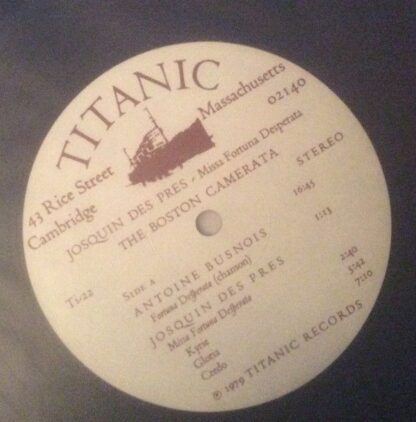 TITANIC
43 Rice Street
Cambridge
Massachusetts
02140
JOSQUIN DES PRES - Missa Fortuna Desperata
THE BOSTON CAMERATA
STEREO
Ti-22 SIDE A 16:45
ANTOINE BUSNOIS
Fortuna Desperata (chanson) 1:13
JOSQUIN DES PRES
Missa Fortuna Desperata
Kyrie 2:40
Gloria 5:42
Credo 7:10
℗ 1979 TITANIC RECORDS